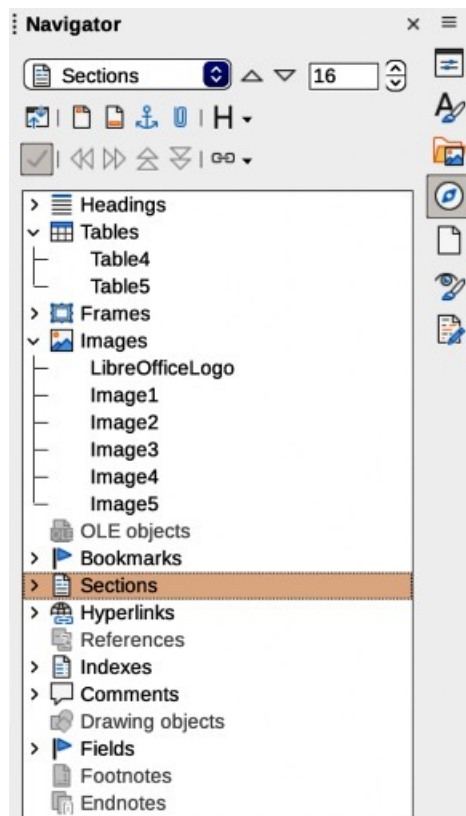 Navigator
Sections 16
H
Headings
Tables
Table4
Table5
Frames
Images
LibreOfficeLogo
Image1
Image2
Image3
Image4
Image5
OLE objects
Bookmarks
Sections
Hyperlinks
References
Indexes
Comments
Drawing objects
Fields
Footnotes
Endnotes